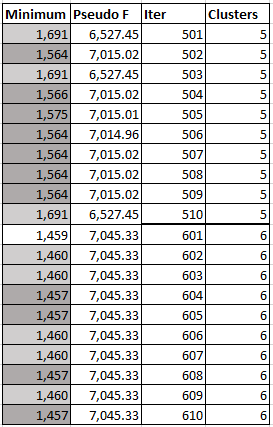 Minimum Pseudo F Iter Clusters
1,691 6,527.45 501 5
1,564 7,015.02 502 5
1,691 6,527.45 503 5
1,566 7,015.02 504 5
1,575 7,015.01 505 5
1,564 7,014.96 506 5
1,564 7,015.02 507 5
1,564 7,015.02 508 5
1,564 7,015.02 509 5
1,691 6,527.45 510 5
1,459 7,045.33 601 6
1,460 7,045.33 602 6
1,460 7,045.33 603 6
1,457 7,045.33 604 6
1,457 7,045.33 605 6
1,460 7,045.33 606 6
1,460 7,045.33 607 6
1,457 7,045.33 608 6
1,460 7,045.33 609 6
1,457 7,045.33 610 6